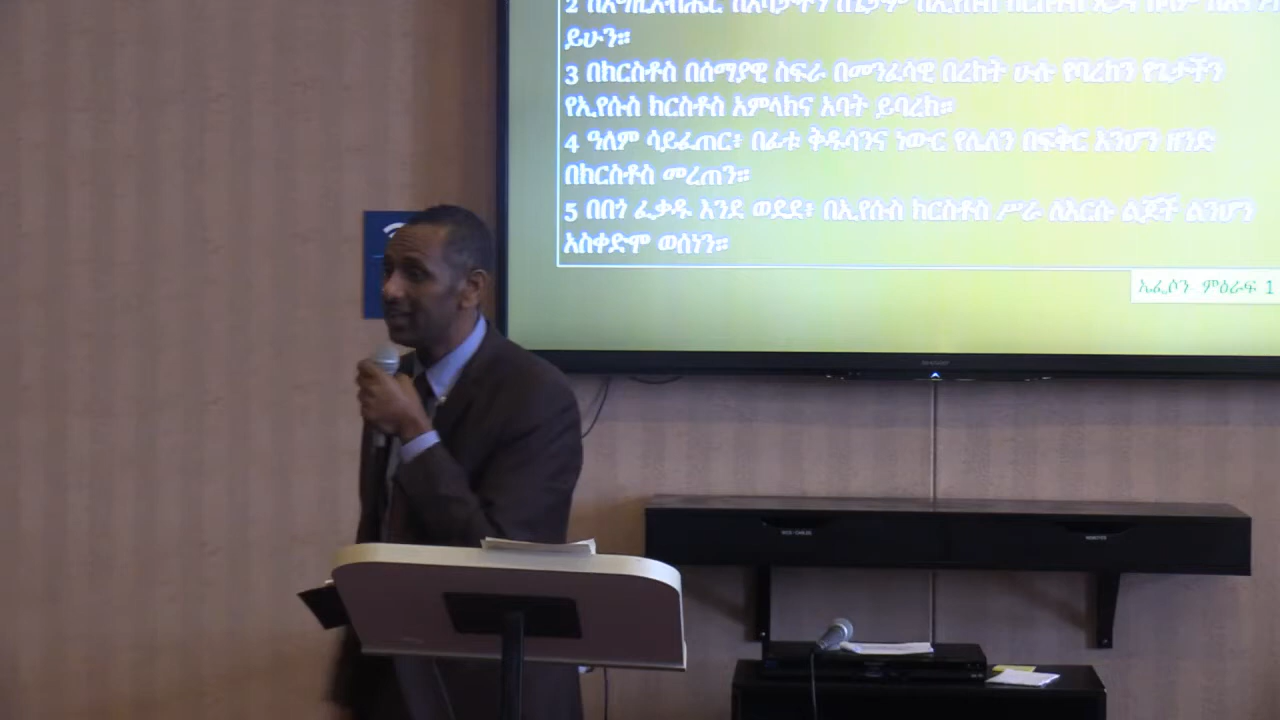 ይሁን።
3 በክርስቶስ በሰማያዊ ስፍራ በመንፈሳዊ በረከት ሁሉ የባረከን የጌታችን
የኢየሱስ ክርስቶስ አምላክና አባት ይባረክ።
4 ዓለም ሳይፈጠር፥ በፊቱ ቅዱሳንና ነውር የሌለን በፍቅር እንሆን ዘንድ
በክርስቶስ መረጠን።
5 በበጎ ፈቃዱ እንደ ወደደ፥ በኢየሱስ ክርስቶስ ሥራ ለእርሱ ልጆች ልንሆን
አስቀድሞ ወሰነን።
ኤፌሶን ምዕራፍ 1